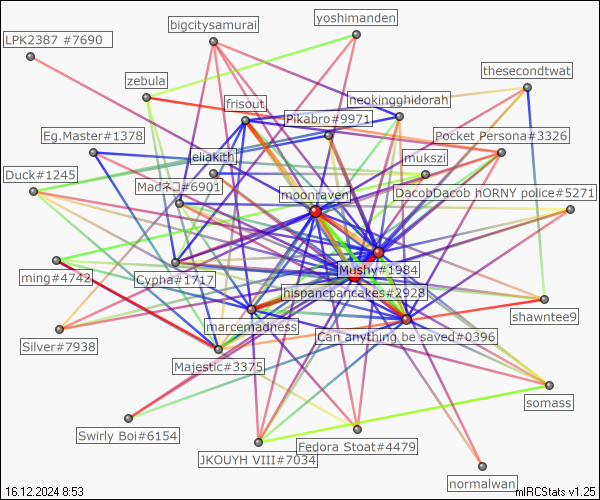 yoshimanden
bigcitysamurai
LPK2387 #7690
zebula
thesecondtwat
neokingghidorah
frisout
Pikabro#9971
Eg.Master#1378
Pocket Persona#3326
eliakith
mukszi
Duck#1245
Madネコ#6901
moonraven
DacobDacob hORNY police#5271
ming#4742
Cypha#1717
Mushy#1984
hispancpancakes#2928
shawntee9
marcemadness
Can anything be saved#0396
Silver#7938
Majestic#3375
somass
Swirly Boi#6154
Fedora Stoat#4479
JKOUYH VIII#7034
normalwan
16.12.2024 8:53
mIRCStats v1.25